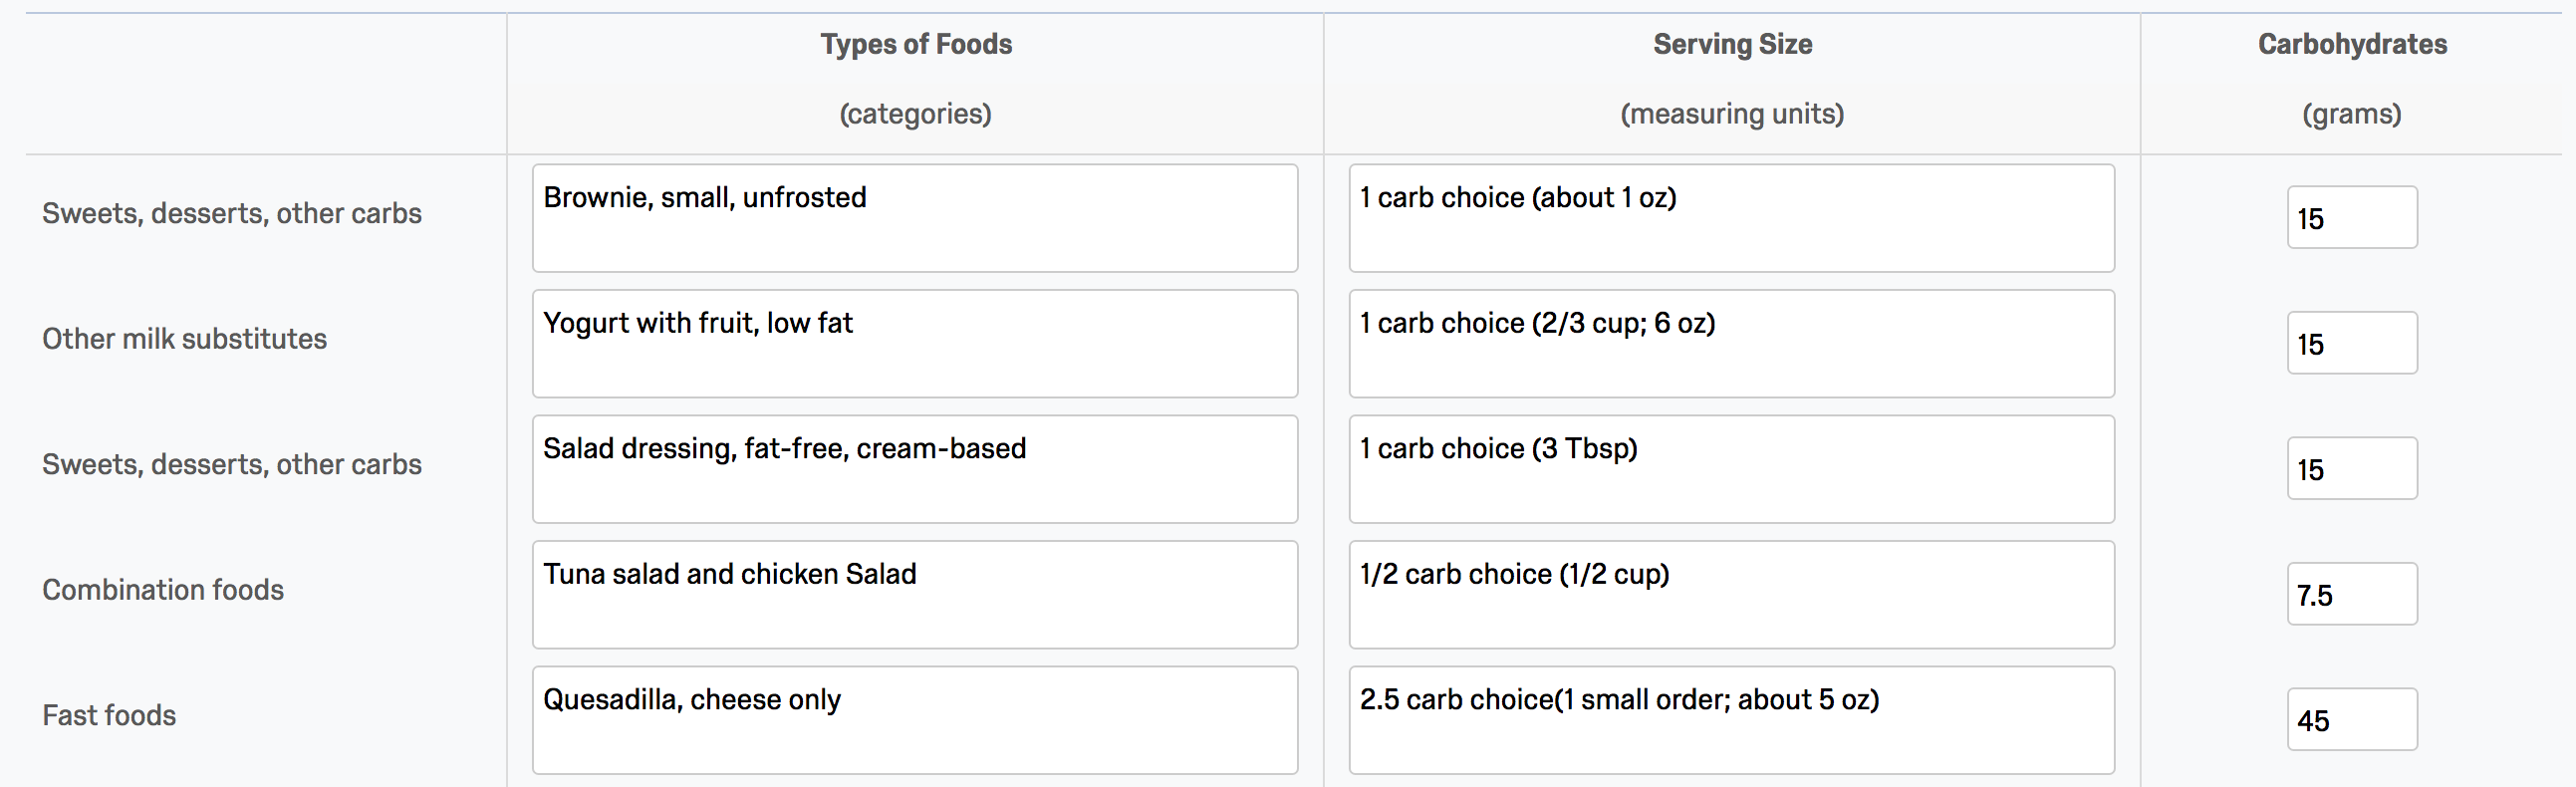 Types of Foods Serving Size Carbohydrates
(categories) (measuring units) (grams)
Sweets, desserts, other carbs Brownie, small, unfrosted 1 carb choice (about 1 oz) 15
Other milk substitutes Yogurt with fruit, low fat 1 carb choice (2/3 cup; 6 oz) 15
Sweets, desserts, other carbs Salad dressing, fat-free, cream-based 1 carb choice (3 Tbsp) 15
Combination foods Tuna salad and chicken Salad 1/2 carb choice (1/2 cup) 7.5
Fast foods Quesadilla, cheese only 2.5 carb choice(1 small order; about 5 oz) 45